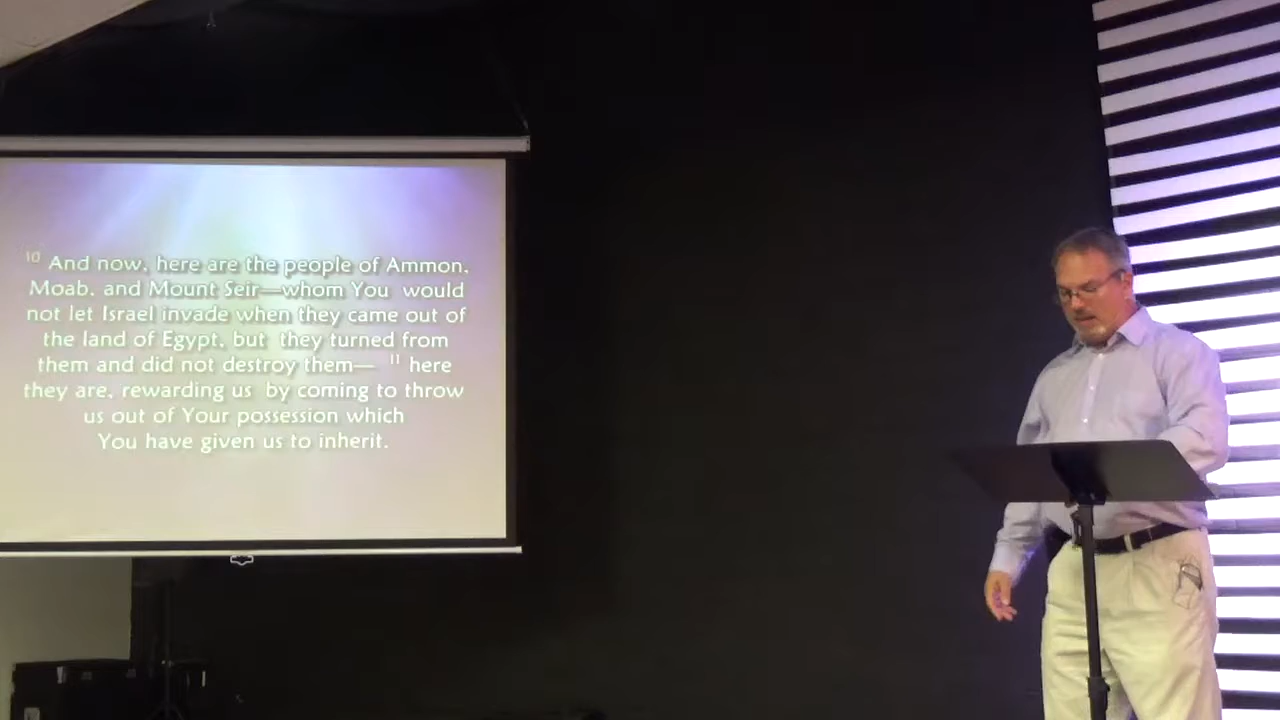 10 And now, here are the people of Ammon,
Moab, and Mount Seir—whom You would
not let Israel invade when they came out of
the land of Egypt, but they turned from
them and did not destroy them— 11 here
they are, rewarding us by coming to throw
us out of Your possession which
You have given us to inherit.